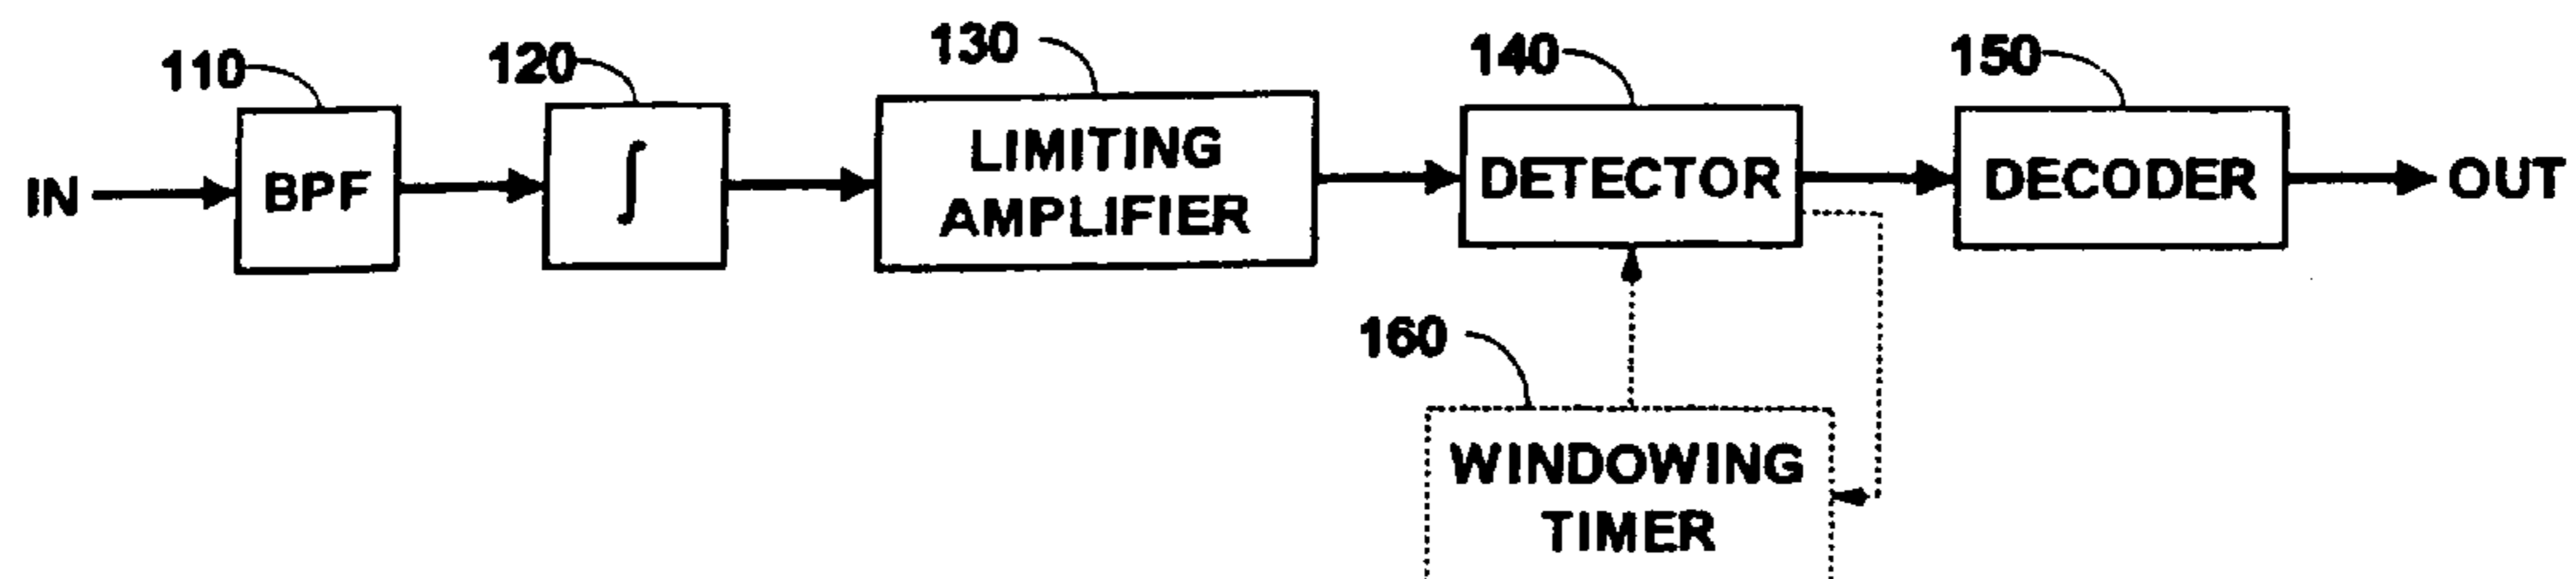 110
120
130
140
150
IN
BPF
∫
LIMITING
AMPLIFIER
DETECTOR
DECODER
OUT
160
WINDOWING
TIMER